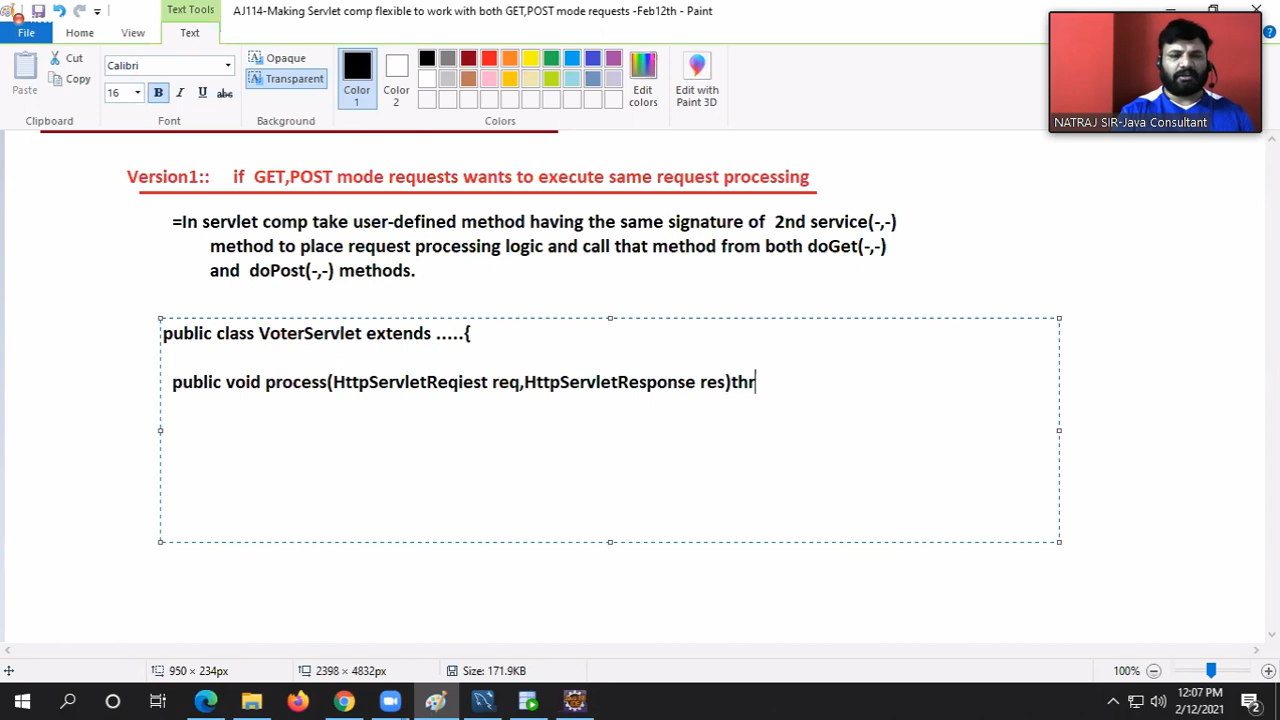 Text Tools
AJ114-Making Servlet comp flexible to work with both GET,POST mode requests -Feb12th - Paint
File
Home
View
Text
Paste
Cut
Copy
Clipboard
Calibri
16
B
I
U
abc
Font
Opaque
Transparent
Background
Color 1
Color 2
Edit colors
Edit with Paint 3D
Colors
NATRAJ SIR-Java Consultant
Version1:: if GET,POST mode requests wants to execute same request processing
=In servlet comp take user-defined method having the same signature of 2nd service(-,-)
method to place request processing logic and call that method from both doGet(-,-)
and doPost(-,-) methods.
public class VoterServlet extends .....{
public void process(HttpServletReqiest req,HttpServletResponse res)thr
950 × 234px
2398 × 4832px
Size: 171.9KB
100%
12:07 PM
2/12/2021
2